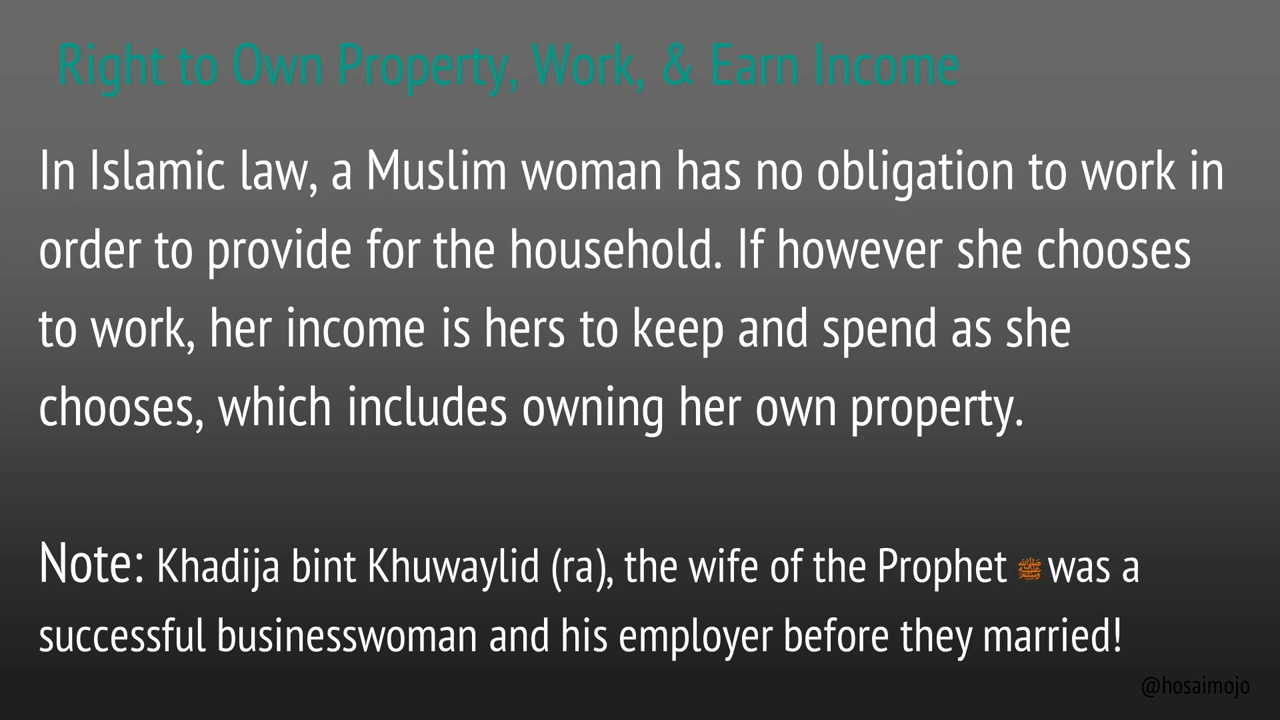 Right to Own Property, Work, & Earn Income
In Islamic law, a Muslim woman has no obligation to work in
order to provide for the household. If however she chooses
to work, her income is hers to keep and spend as she
chooses, which includes owning her own property.
Note: Khadija bint Khuwaylid (ra), the wife of the Prophet ﷺ was a
successful businesswoman and his employer before they married!
@hosaimojo